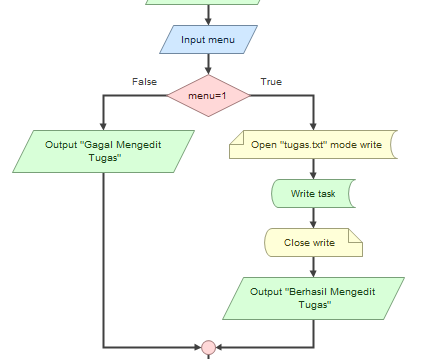 Input menu
False
True
menu=1
Output "Gagal Mengedit
Tugas"
Open "tugas.txt" mode write
Write task
Close write
Output "Berhasil Mengedit
Tugas"